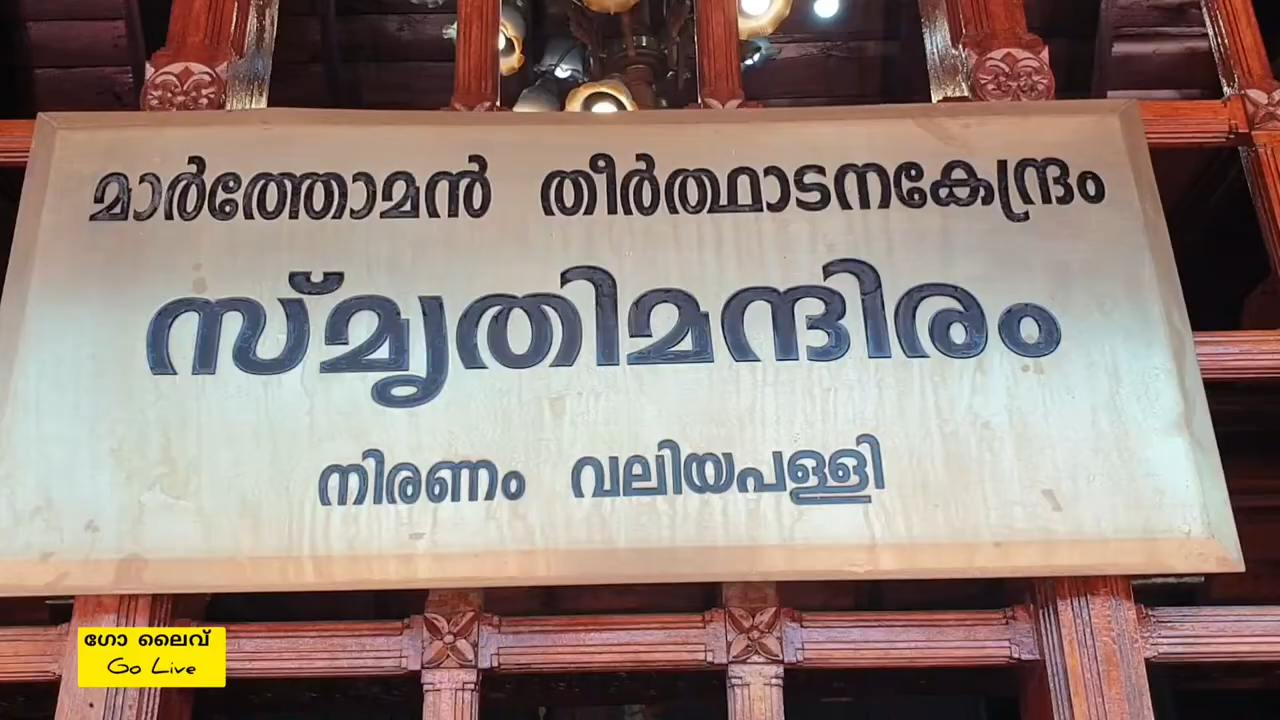 മാർത്തോമൻ തീർത്ഥാടനകേന്ദ്രം
സ്മൃതിമന്ദിരം
നിരണം വലിയപള്ളി
ഗോ ലൈവ്
Go Live